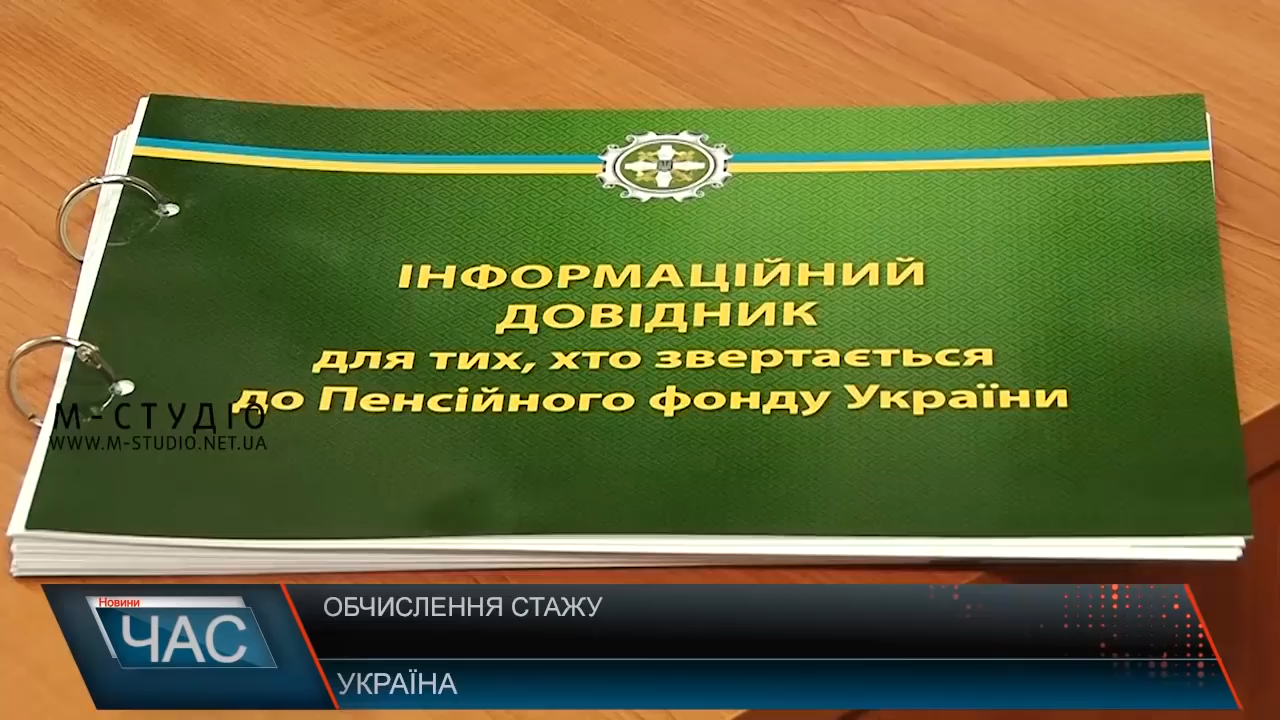 ІНФОРМАЦІЙНИЙ
ДОВІДНИК
для тих, хто звертається
до Пенсійного фонду України
М-СТУДІО
WWW.M-STUDIO.NET.UA
Новини
ЧАС
ОБЧИСЛЕННЯ СТАЖУ
УКРАЇНА